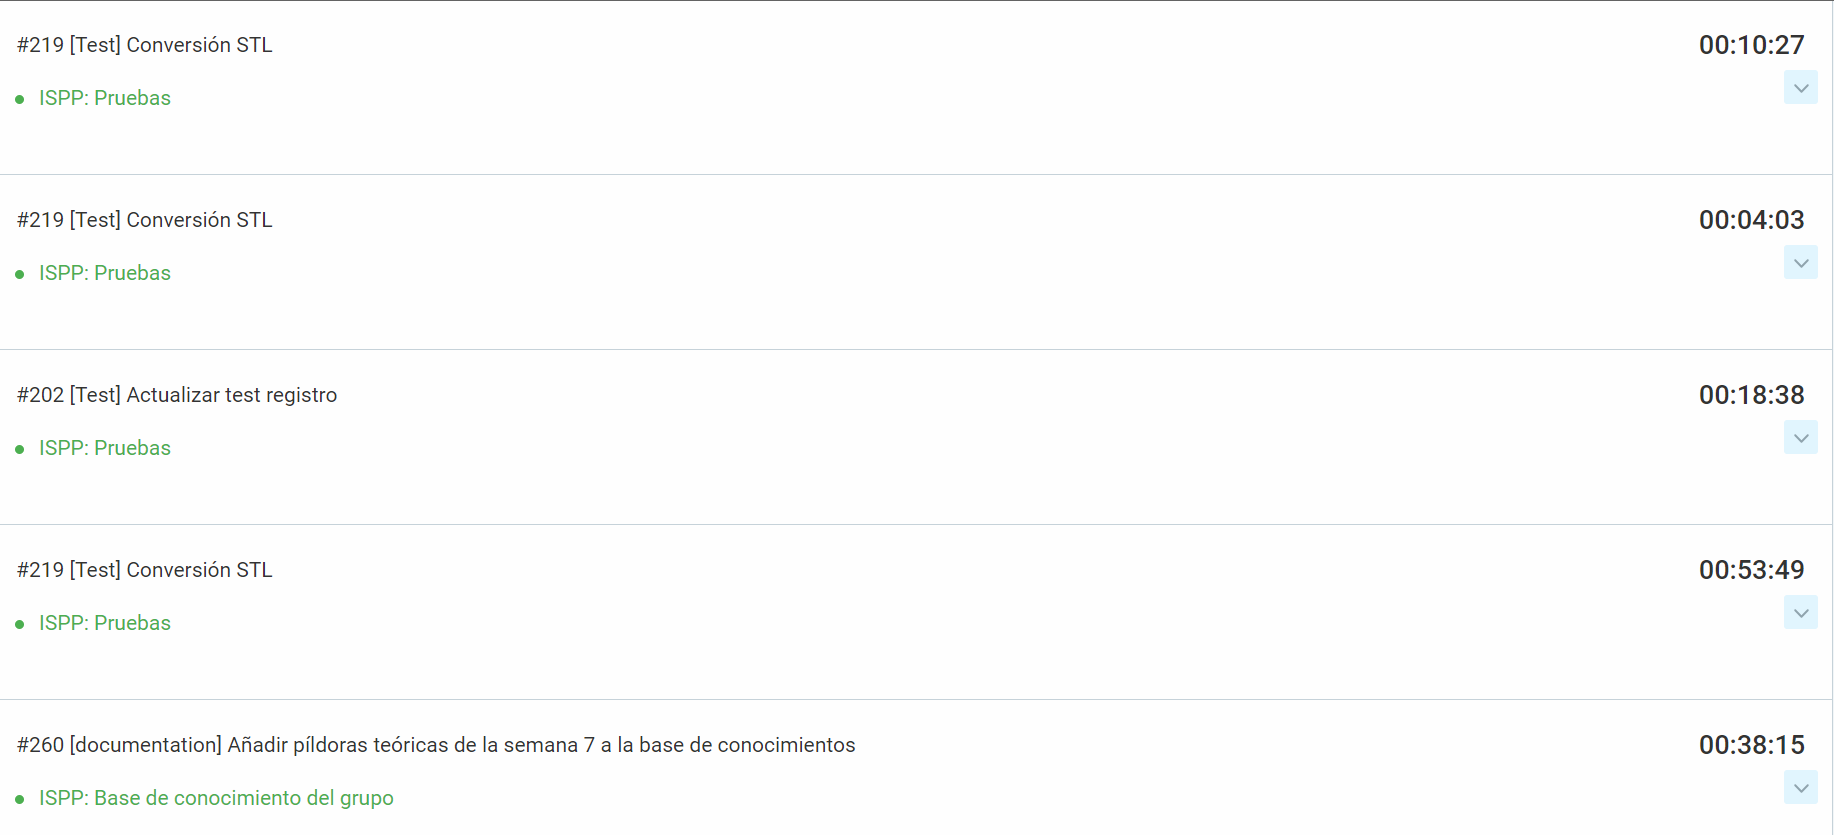 #219 [Test] Conversión STL
00:10:27
ISPP: Pruebas
#219 [Test] Conversión STL
00:04:03
ISPP: Pruebas
#202 [Test] Actualizar test registro
00:18:38
ISPP: Pruebas
#219 [Test] Conversión STL
00:53:49
ISPP: Pruebas
#260 [documentation] Añadir píldoras teóricas de la semana 7 a la base de conocimientos
00:38:15
ISPP: Base de conocimiento del grupo